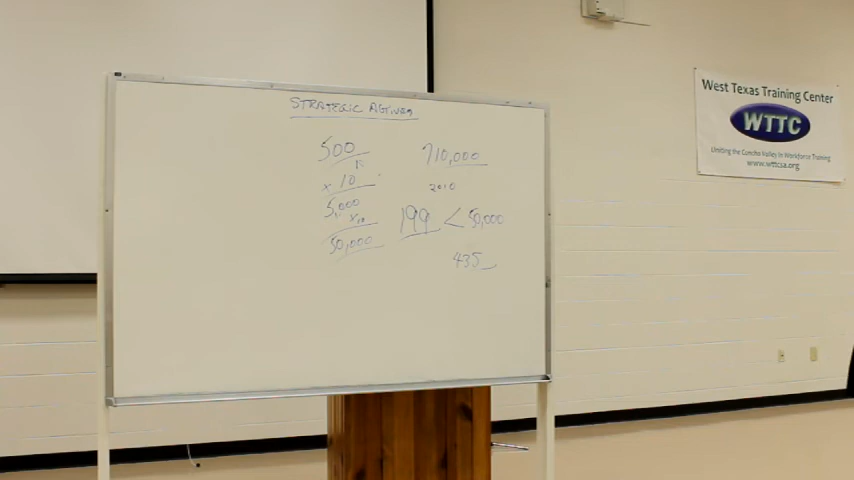 STRATEGIC ACTIVES
500
x 10
5,000
x 10
50,000
710,000
2010
199 < 50,000
435
West Texas Training Center
WTTC
Uniting the Concho Valley in Workforce Training
www.wttcsa.org